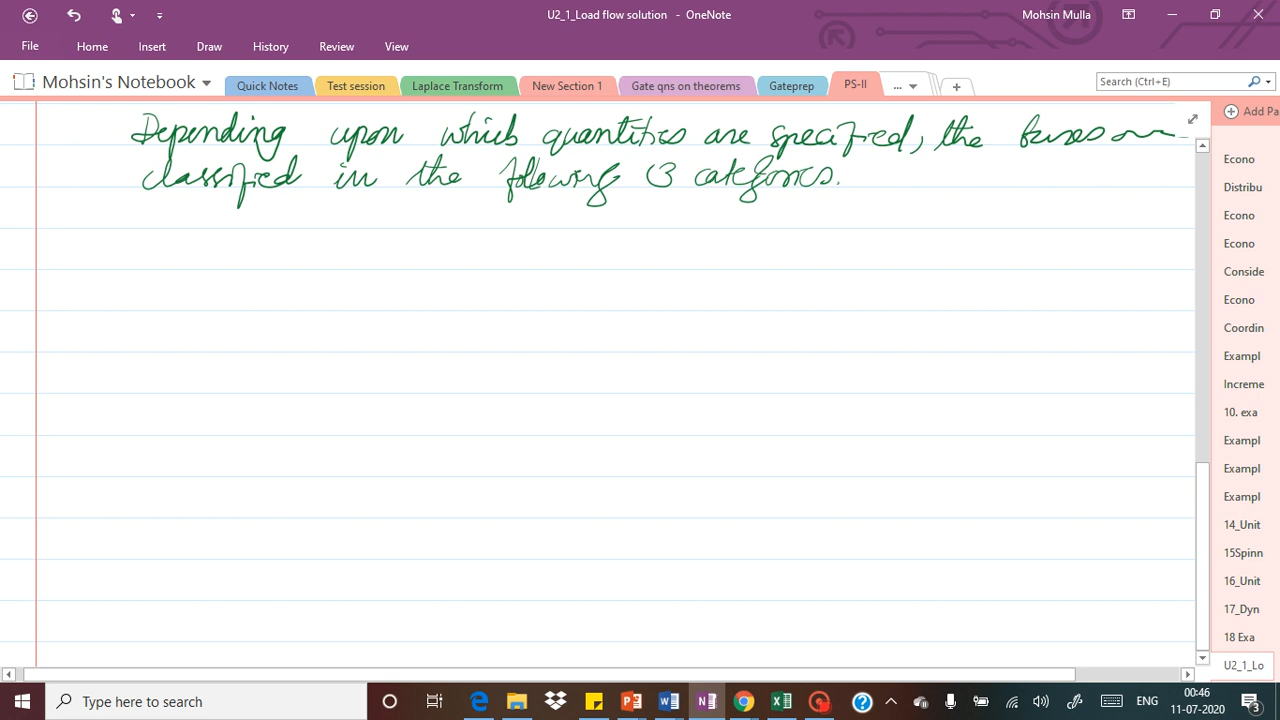 U2_1_Load flow solution - OneNote
Mohsin Mulla
File Home Insert Draw History Review View
Mohsin's Notebook
Quick Notes
Test session
Laplace Transform
New Section 1
Gate qns on theorems
Gateprep
PS-II
...
Search (Ctrl+E)
Depending upon which quantities are specified, the buses are
classified in the following 3 categories.
Add Pa
Econo
Distribu
Econo
Econo
Conside
Econo
Coordin
Exampl
Increme
10. exa
Exampl
Exampl
Exampl
14_Unit
15Spinn
16_Unit
17_Dyn
18 Exa
U2_1_Lo
Type here to search
ENG
00:46
11-07-2020
3